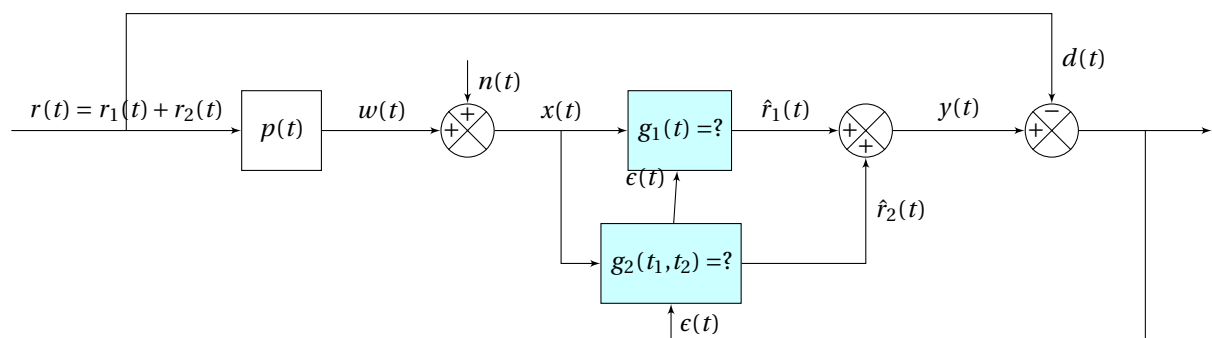 d(t)
n(t)
r(t) = r₁(t) + r₂(t)
p(t)
w(t)
+
+
x(t)
g₁(t) =?
r̂₁(t)
+
+
y(t)
−
+
ϵ(t)
r̂₂(t)
g₂(t₁,t₂) =?
ϵ(t)